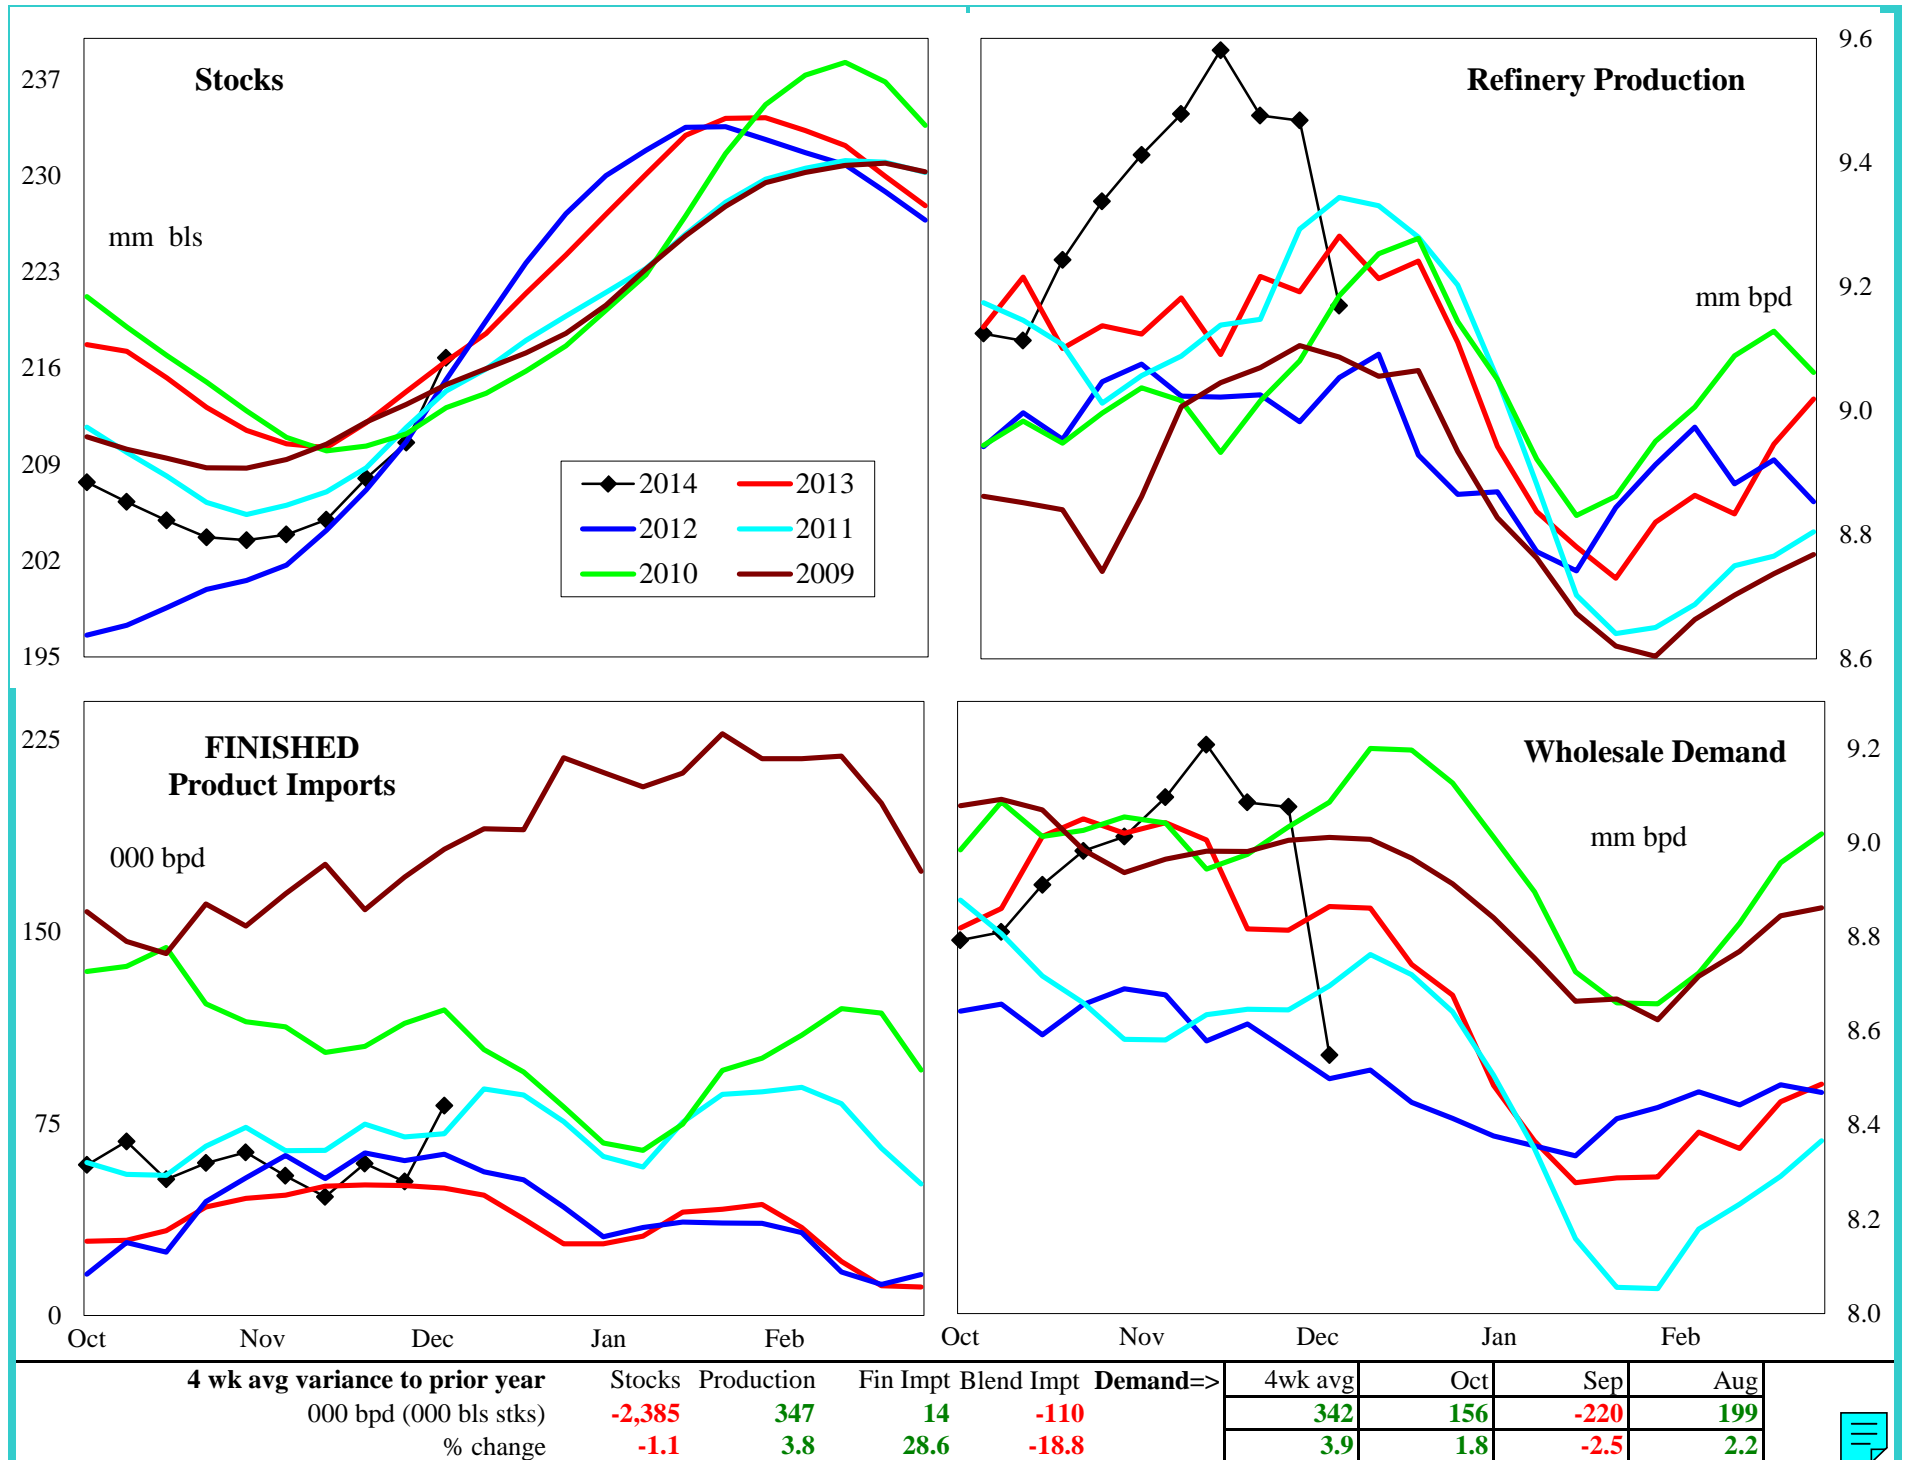 Stocks
mm bls
237
230
223
216
209
202
195
2014 2013
2012 2011
2010 2009
Refinery Production
mm bpd
9.6
9.4
9.2
9.0
8.8
8.6
FINISHED
Product Imports
000 bpd
225
150
75
0
Oct Nov Dec Jan Feb
Wholesale Demand
mm bpd
9.2
9.0
8.8
8.6
8.4
8.2
8.0
Oct Nov Dec Jan Feb
4 wk avg variance to prior year Stocks Production Fin Impt Blend Impt Demand=> 4wk avg Oct Sep Aug
000 bpd (000 bls stks) -2,385 347 14 -110 342 156 -220 199
% change -1.1 3.8 28.6 -18.8 3.9 1.8 -2.5 2.2